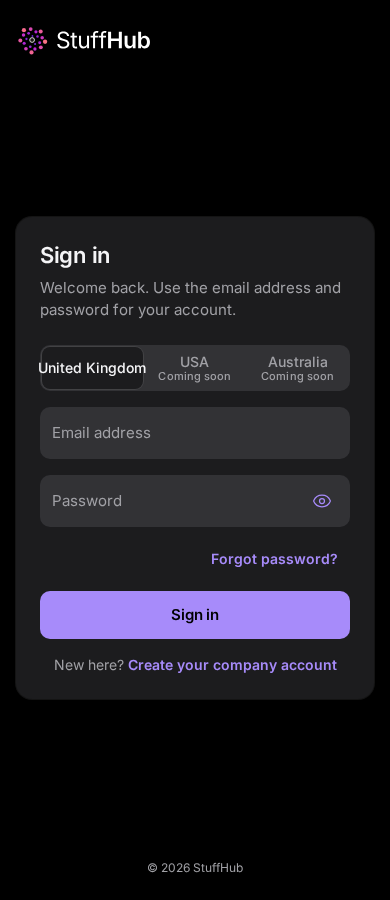 StuffHub
Sign in
Welcome back. Use the email address and
password for your account.
United Kingdom
USA
Coming soon
Australia
Coming soon
Email address
Password
Forgot password?
Sign in
New here? Create your company account
© 2026 StuffHub